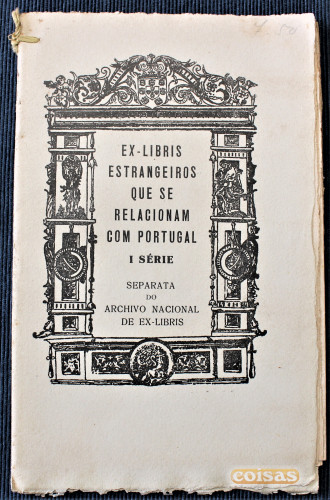 EX-LIBRIS
ESTRANGEIROS
QUE SE
RELACIONAM
COM PORTUGAL
I SÉRIE
SEPARATA
DO
ARCHIVO NACIONAL
DE EX-LIBRIS
coisas